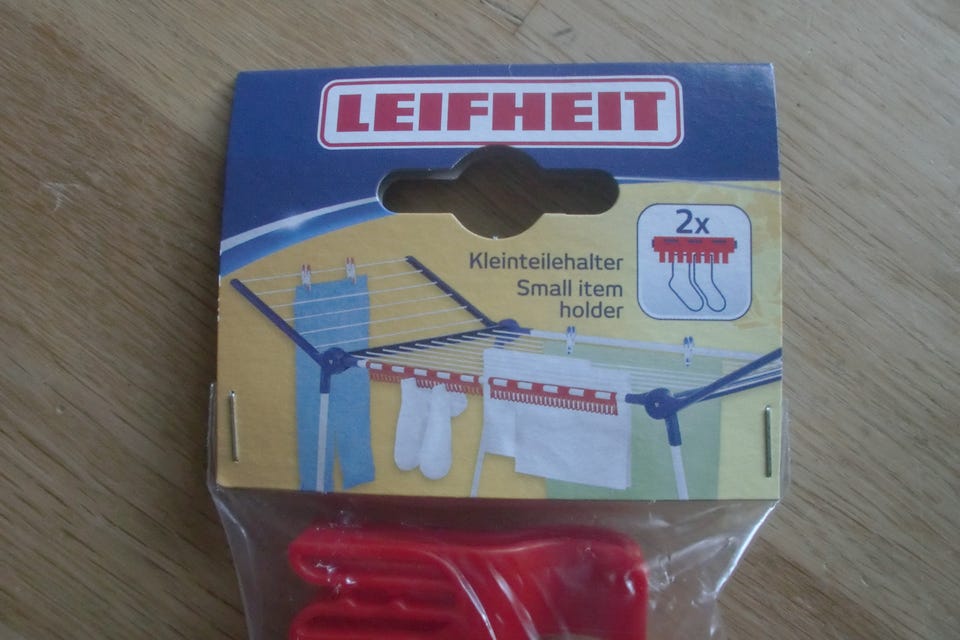 LEIFHEIT
2x
Kleinteilehalter
Small item
holder